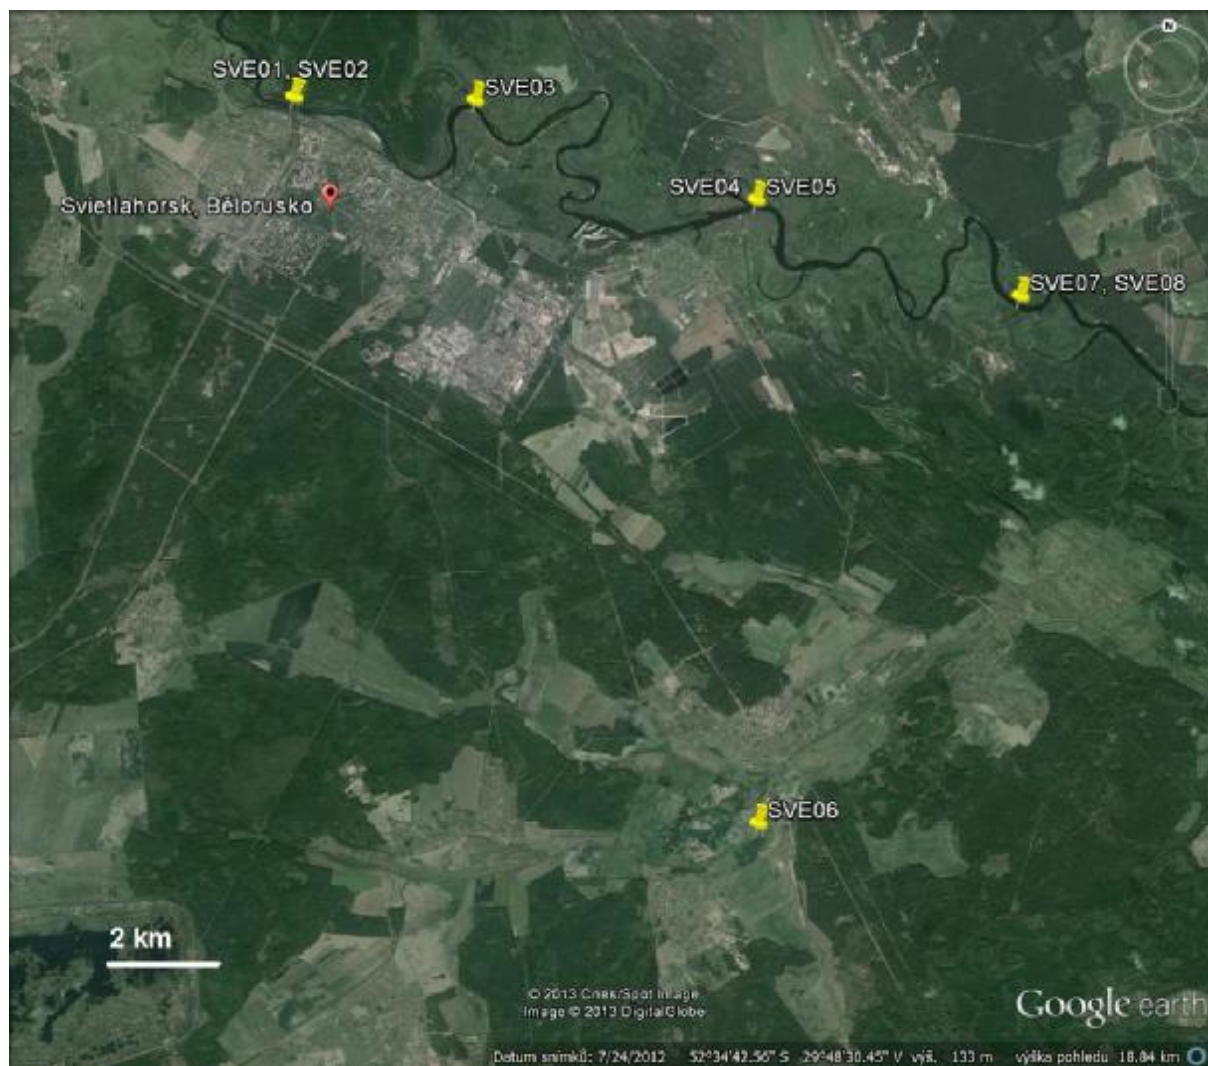 N
SVE01, SVE02
SVE03
SVE04 SVE05
Svietlahorsk, Bělorusko
SVE07, SVE08
SVE06
2 km
© 2013 Cnes/Spot Image
Image © 2013 DigitalGlobe
Google earth
Datum snímků: 7/24/2012 52°34'42.56" S 29°48'30.45" V výš. 133 m výška pohledu 18.84 km